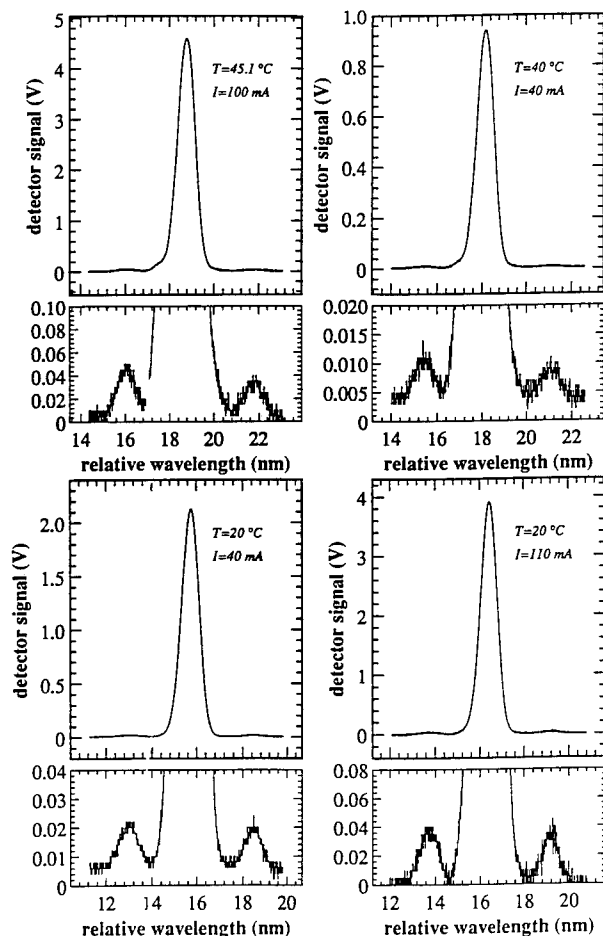 5
4
3
2
1
0
detector signal (V)
T=45.1 °C
I=100 mA
0.10
0.08
0.06
0.04
0.02
0
14 16 18 20 22
relative wavelength (nm)
1.0
0.8
0.6
0.4
0.2
0.0
detector signal (V)
T=40 °C
I=40 mA
0.020
0.015
0.010
0.005
0
14 16 18 20 22
relative wavelength (nm)
2.0
1.5
1.0
0.5
0.0
detector signal (V)
T=20 °C
I=40 mA
0.04
0.03
0.02
0.01
0
12 14 16 18 20
relative wavelength (nm)
4
3
2
1
0
detector signal (V)
T=20 °C
I=110 mA
0.08
0.06
0.04
0.02
0
12 14 16 18 20
relative wavelength (nm)